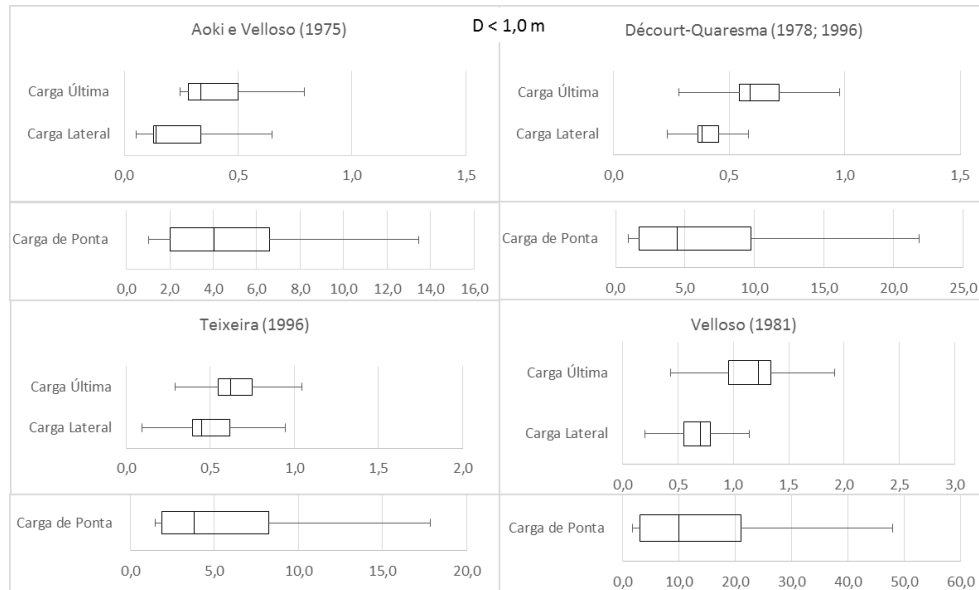 D < 1,0 m
Aoki e Velloso (1975)
Carga Última
Carga Lateral
0,0 0,5 1,0 1,5
Carga de Ponta
0,0 2,0 4,0 6,0 8,0 10,0 12,0 14,0 16,0
Décourt-Quaresma (1978; 1996)
Carga Última
Carga Lateral
0,0 0,5 1,0 1,5
Carga de Ponta
0,0 5,0 10,0 15,0 20,0 25,0
Teixeira (1996)
Carga Última
Carga Lateral
0,0 0,5 1,0 1,5 2,0
Carga de Ponta
0,0 5,0 10,0 15,0 20,0
Velloso (1981)
Carga Última
Carga Lateral
0,0 0,5 1,0 1,5 2,0 2,5 3,0
Carga de Ponta
0,0 10,0 20,0 30,0 40,0 50,0 60,0